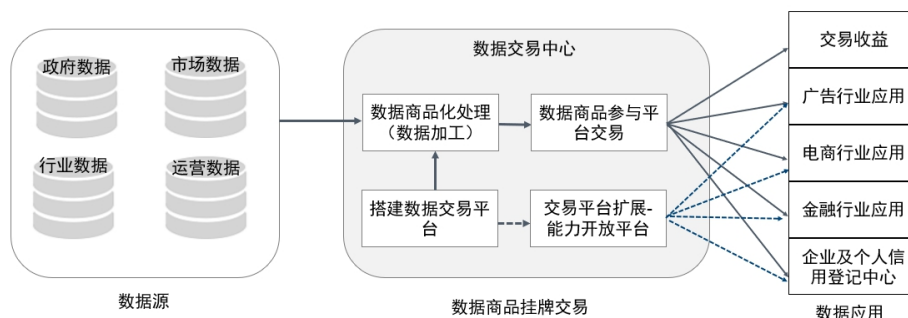 政府数据
市场数据
行业数据
运营数据
数据源
数据交易中心
数据商品化处理
（数据加工）
数据商品参与平
台交易
搭建数据交易平
台
交易平台扩展-
能力开放平台
数据商品挂牌交易
交易收益
广告行业应用
电商行业应用
金融行业应用
企业及个人信
用登记中心
数据应用